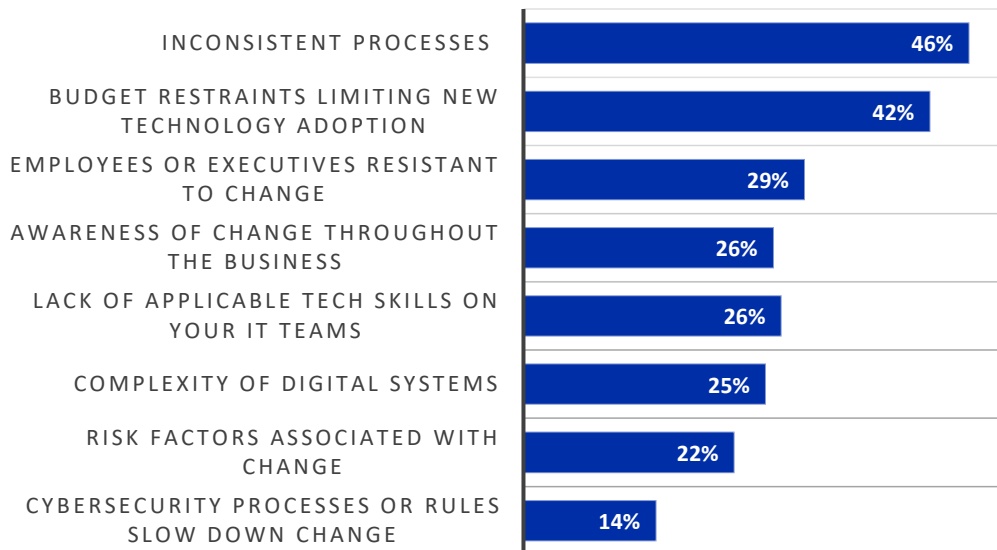 INCONSISTENT PROCESSES
46%
BUDGET RESTRAINTS LIMITING NEW
TECHNOLOGY ADOPTION
42%
EMPLOYEES OR EXECUTIVES RESISTANT
TO CHANGE
29%
AWARENESS OF CHANGE THROUGHOUT
THE BUSINESS
26%
LACK OF APPLICABLE TECH SKILLS ON
YOUR IT TEAMS
26%
COMPLEXITY OF DIGITAL SYSTEMS
25%
RISK FACTORS ASSOCIATED WITH
CHANGE
22%
CYBERSECURITY PROCESSES OR RULES
SLOW DOWN CHANGE
14%